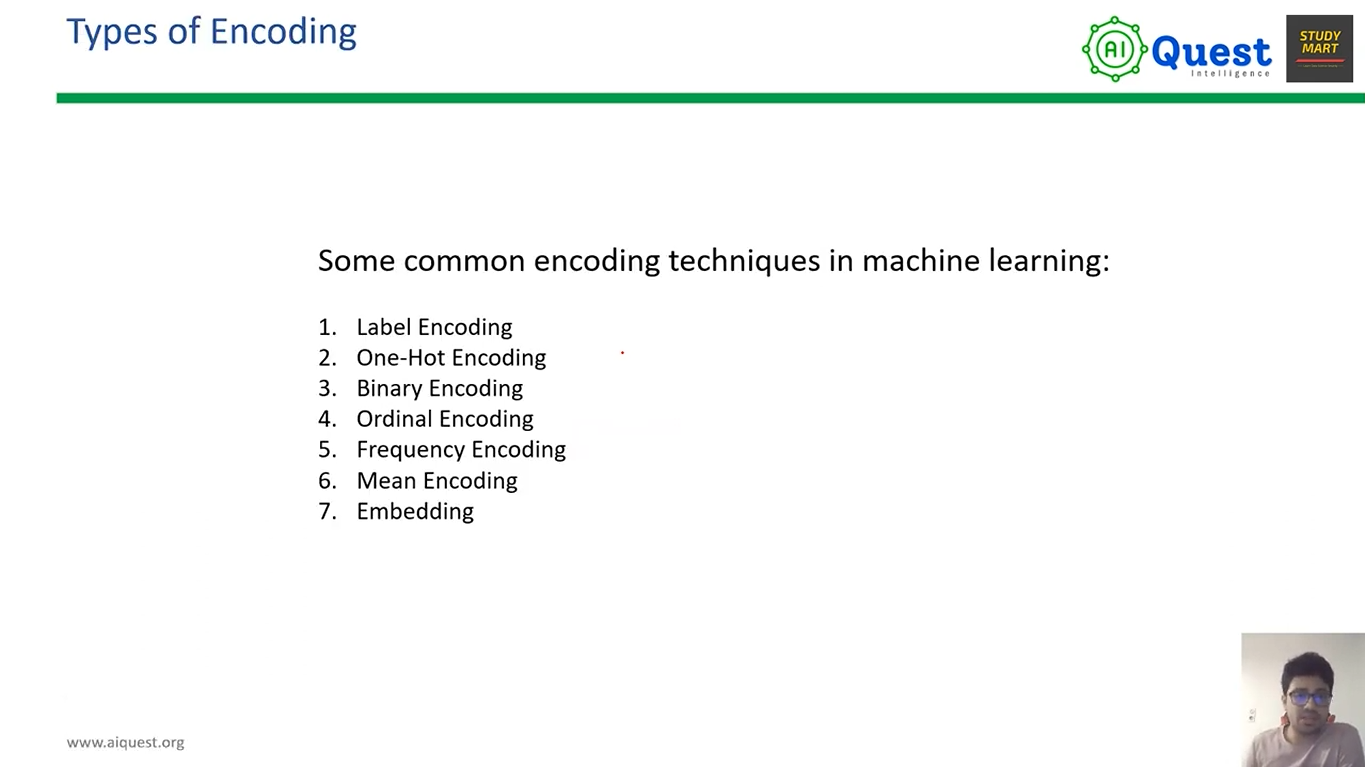 Types of Encoding
AI Quest
Intelligence
STUDY
MART
Some common encoding techniques in machine learning:
1. Label Encoding
2. One-Hot Encoding
3. Binary Encoding
4. Ordinal Encoding
5. Frequency Encoding
6. Mean Encoding
7. Embedding
www.aiquest.org